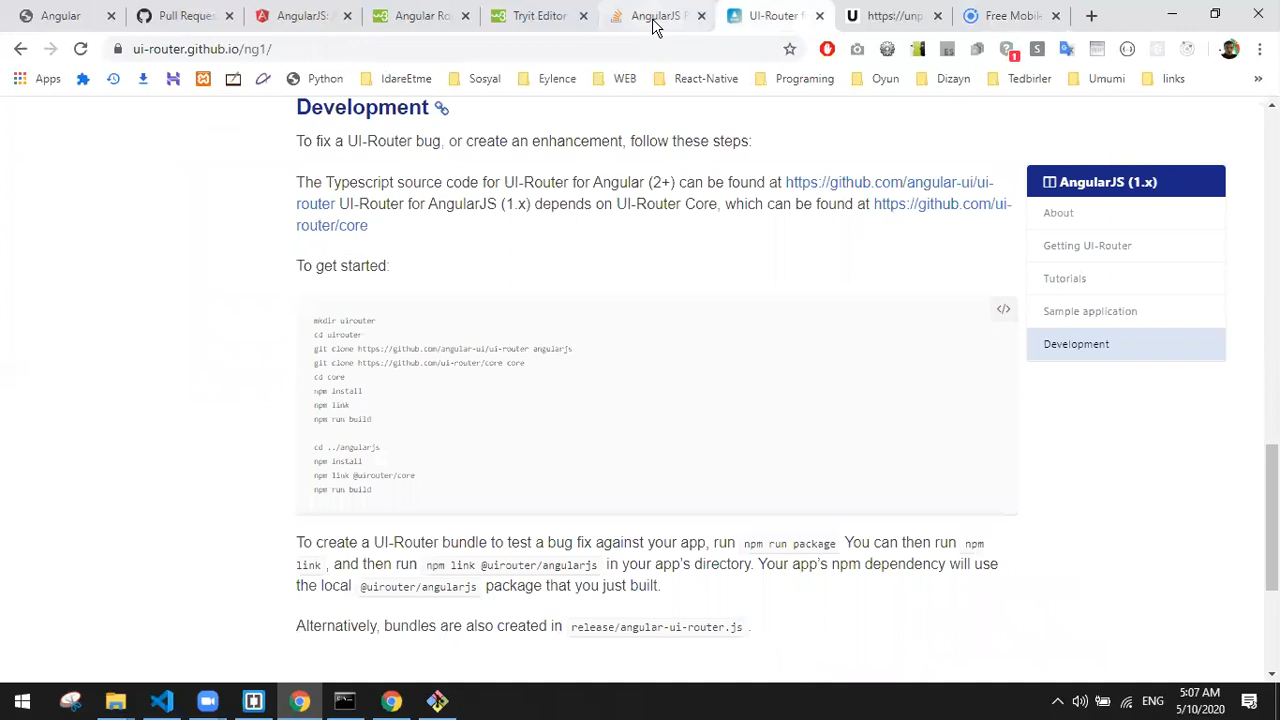 Angular
Pull Reques
AngularJS:
Angular Ro
Tryit Editor
AngularJS F
UI-Router f
https://unp
Free Mobil
ui-router.github.io/ng1/
1
Apps
Python
IdareEtme
Sosyal
Eylence
WEB
React-Native
Programing
Oyun
Dizayn
Tedbirler
Umumi
links
»
Development
To fix a UI-Router bug, or create an enhancement, follow these steps:
The Typescript source code for UI-Router for Angular (2+) can be found at https://github.com/angular-ui/ui-
router UI-Router for AngularJS (1.x) depends on UI-Router Core, which can be found at https://github.com/ui-
router/core
To get started:
mkdir uirouter
cd uirouter
git clone https://github.com/angular-ui/ui-router angularjs
git clone https://github.com/ui-router/core core
cd core
npm install
npm link
npm run build
cd ../angularjs
npm install
npm link @uirouter/core
npm run build
To create a UI-Router bundle to test a bug fix against your app, run npm run package You can then run npm
link , and then run npm link @uirouter/angularjs in your app's directory. Your app's npm dependency will use
the local @uirouter/angularjs package that you just built.
Alternatively, bundles are also created in release/angular-ui-router.js .
AngularJS (1.x)
About
Getting UI-Router
Tutorials
Sample application
Development
ENG
5:07 AM
5/10/2020